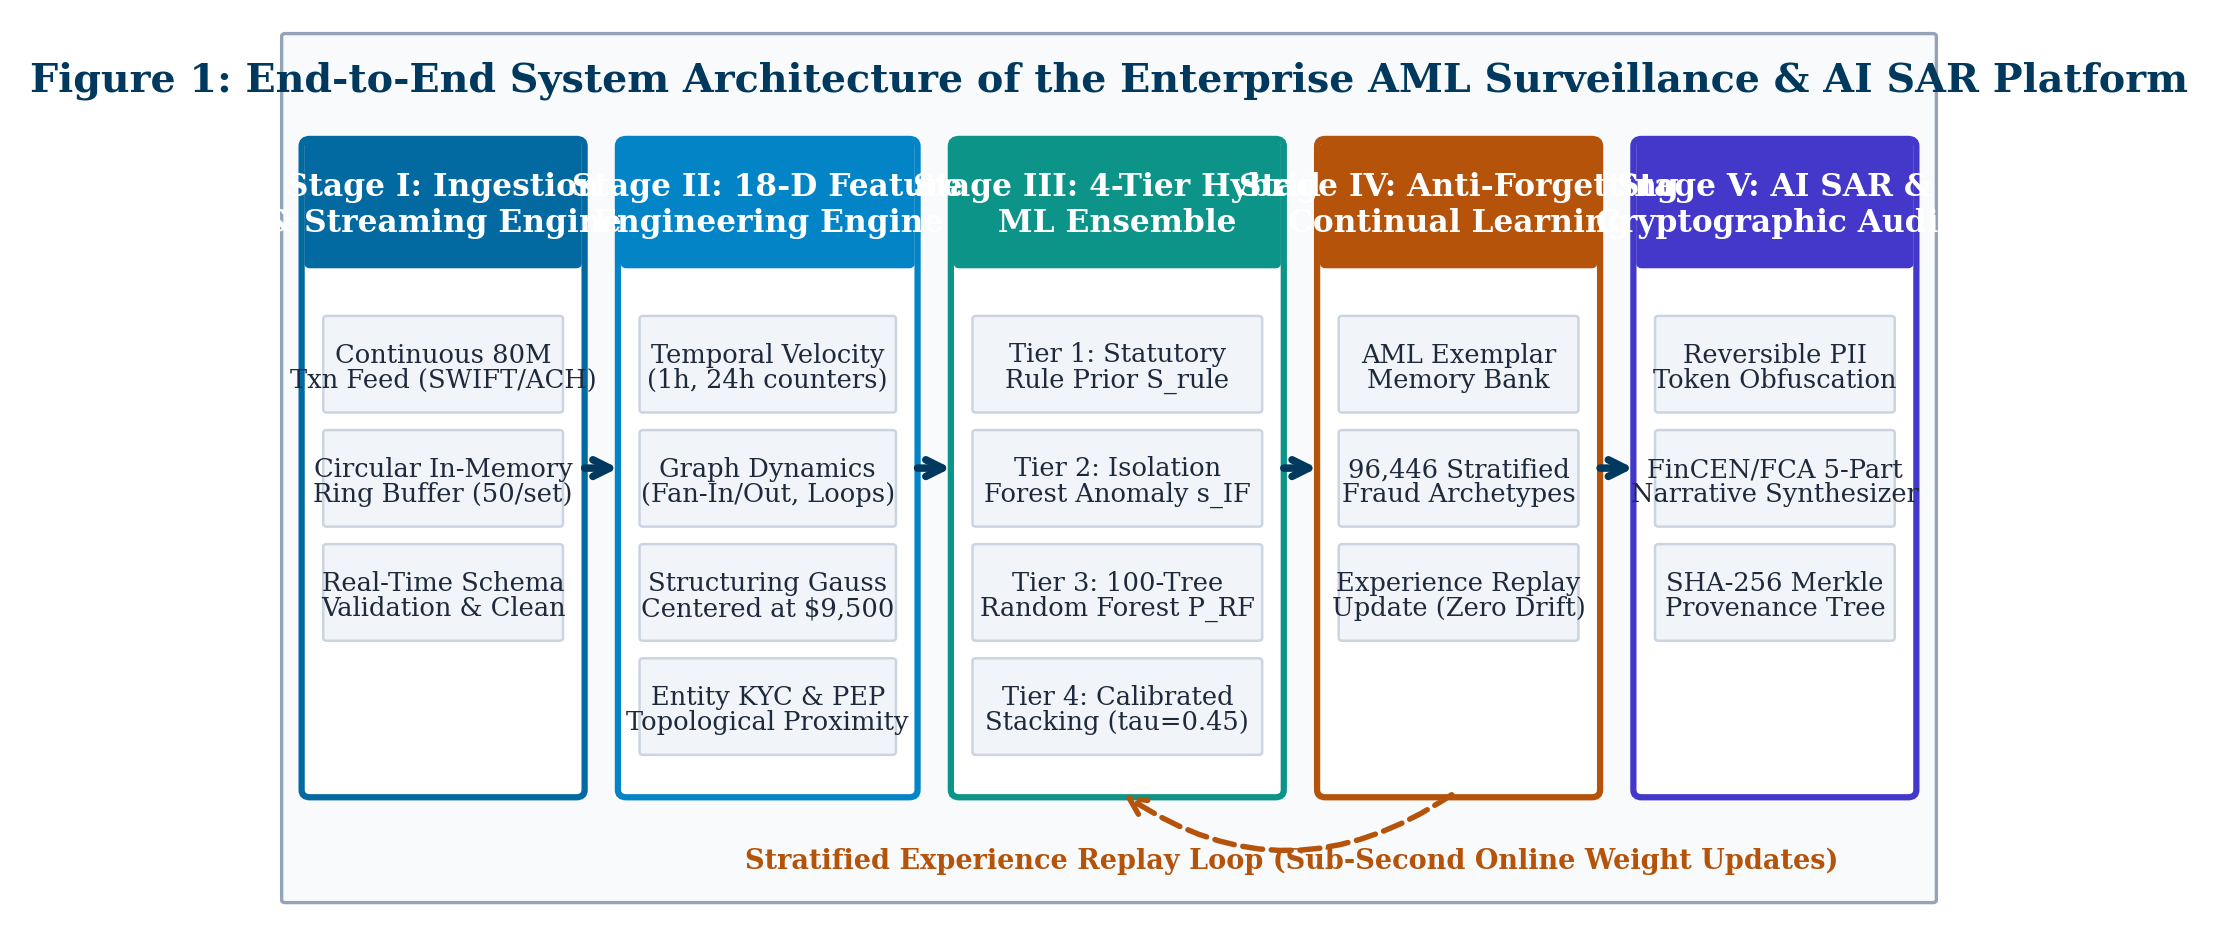 Figure 1: End-to-End System Architecture of the Enterprise AML Surveillance & AI SAR Platform
Stage I: Ingestion
& Streaming Engine
Continuous 80M
Txn Feed (SWIFT/ACH)
Circular In-Memory
Ring Buffer (50/set)
Real-Time Schema
Validation & Clean
Stage II: 18-D Feature
Engineering Engine
Temporal Velocity
(1h, 24h counters)
Graph Dynamics
(Fan-In/Out, Loops)
Structuring Gauss
Centered at $9,500
Entity KYC & PEP
Topological Proximity
Stage III: 4-Tier Hybrid
ML Ensemble
Tier 1: Statutory
Rule Prior S_rule
Tier 2: Isolation
Forest Anomaly s_IF
Tier 3: 100-Tree
Random Forest P_RF
Tier 4: Calibrated
Stacking (tau=0.45)
Stage IV: Anti-Forgetting
Continual Learning
AML Exemplar
Memory Bank
96,446 Stratified
Fraud Archetypes
Experience Replay
Update (Zero Drift)
Stage V: AI SAR &
Cryptographic Audit
Reversible PII
Token Obfuscation
FinCEN/FCA 5-Part
Narrative Synthesizer
SHA-256 Merkle
Provenance Tree
Stratified Experience Replay Loop (Sub-Second Online Weight Updates)